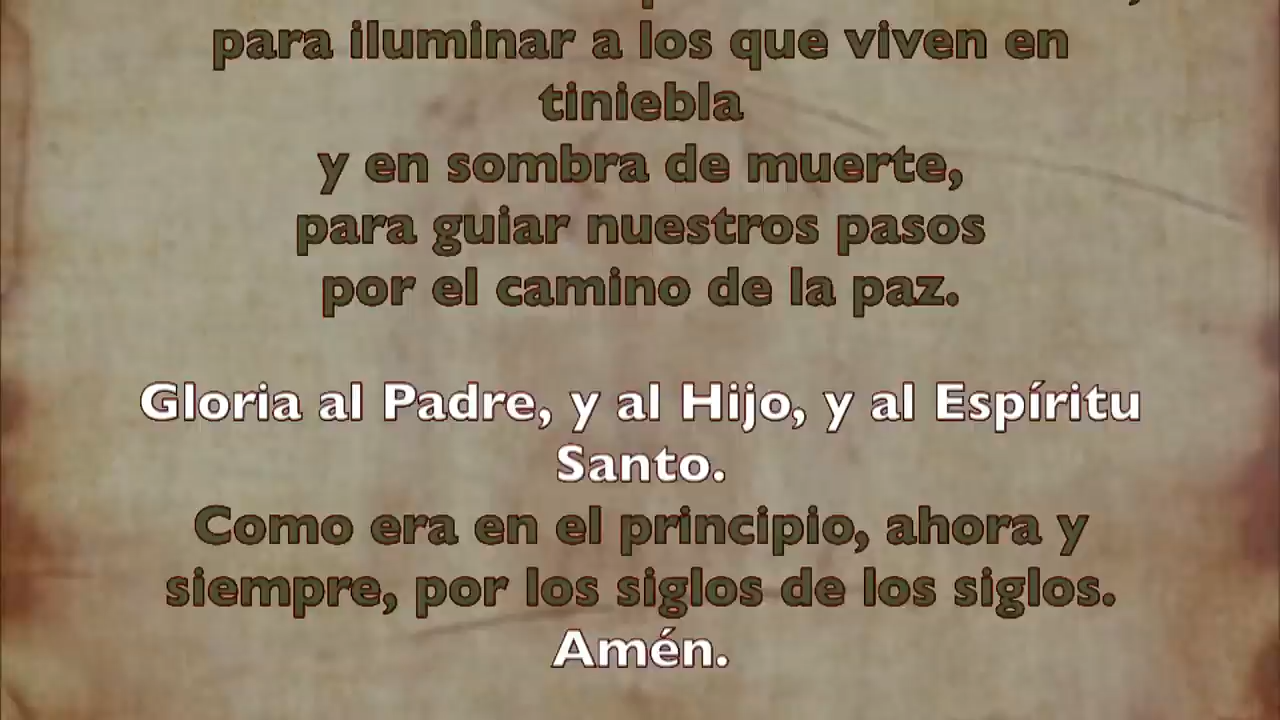 para iluminar a los que viven en
tiniebla
y en sombra de muerte,
para guiar nuestros pasos
por el camino de la paz.
Gloria al Padre, y al Hijo, y al Espíritu
Santo.
Como era en el principio, ahora y
siempre, por los siglos de los siglos.
Amén.